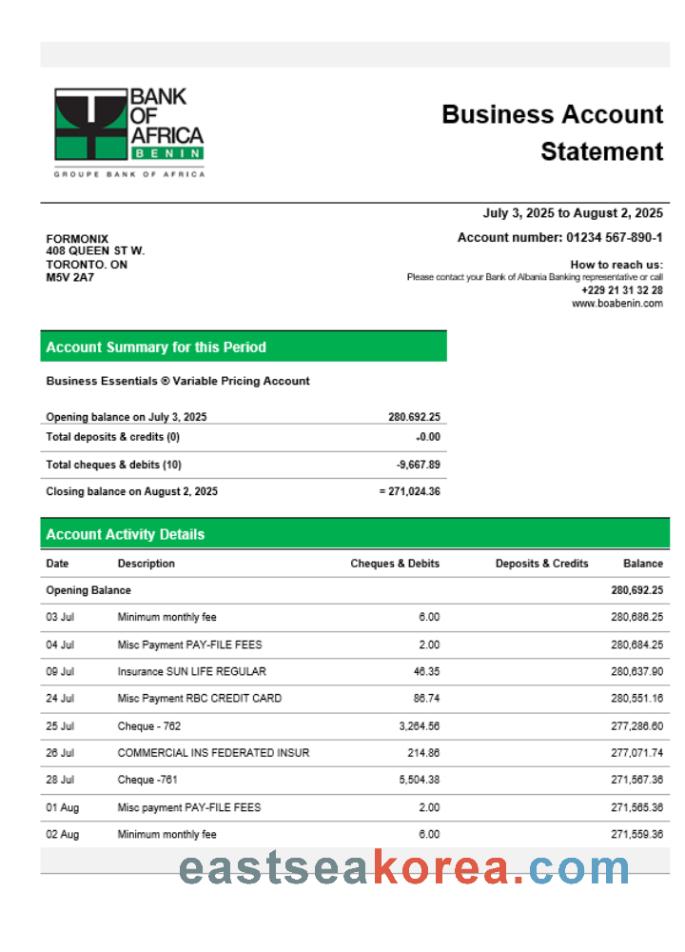 BANK
OF
AFRICA
BENIN
GROUPE BANK OF AFRICA
Business Account
Statement
July 3, 2025 to August 2, 2025
Account number: 01234 567-890-1
FORMONIX
408 QUEEN ST W.
TORONTO. ON
M5V 2A7
How to reach us:
Please contact your Bank of Albania Banking representative or call
+229 21 31 32 28
www.boabenin.com
Account Summary for this Period
Business Essentials ® Variable Pricing Account
Opening balance on July 3, 2025 280.692.25
Total deposits & credits (0) -0.00
Total cheques & debits (10) -9,667.89
Closing balance on August 2, 2025 = 271,024.36
Account Activity Details
Date Description Cheques & Debits Deposits & Credits Balance
Opening Balance 280,692.25
03 Jul Minimum monthly fee 6.00 280,686.25
04 Jul Misc Payment PAY-FILE FEES 2.00 280,684.25
09 Jul Insurance SUN LIFE REGULAR 46.35 280,637.90
24 Jul Misc Payment RBC CREDIT CARD 86.74 280,551.16
25 Jul Cheque - 762 3,264.56 277,286.60
26 Jul COMMERCIAL INS FEDERATED INSUR 214.86 277,071.74
28 Jul Cheque -761 5,504.38 271,567.36
01 Aug Misc payment PAY-FILE FEES 2.00 271,565.36
02 Aug Minimum monthly fee 6.00 271,559.36
eastseakorea.com